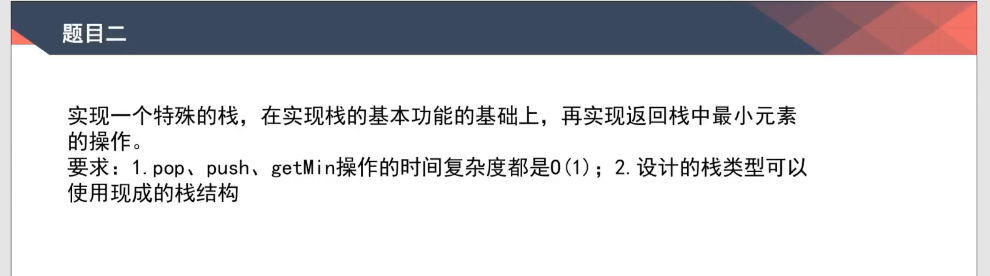 题目二
实现一个特殊的栈，在实现栈的基本功能的基础上，再实现返回栈中最小元素
的操作。
要求：1.pop、push、getMin操作的时间复杂度都是O(1)；2.设计的栈类型可以
使用现成的栈结构